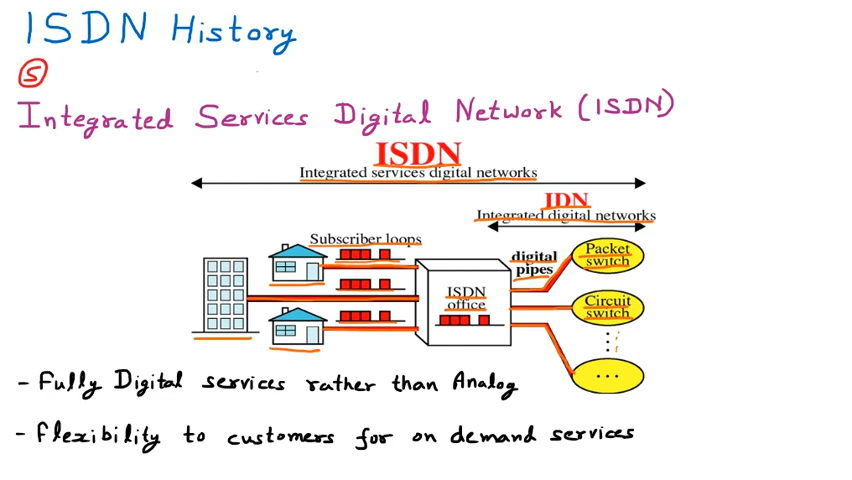 ISDN History
5
Integrated Services Digital Network (ISDN)
ISDN
Integrated services digital networks
IDN
Integrated digital networks
Subscriber loops
digital
pipes
Packet
switch
ISDN
office
Circuit
switch
...
- Fully Digital services rather than Analog
- Flexibility to customers for on demand services